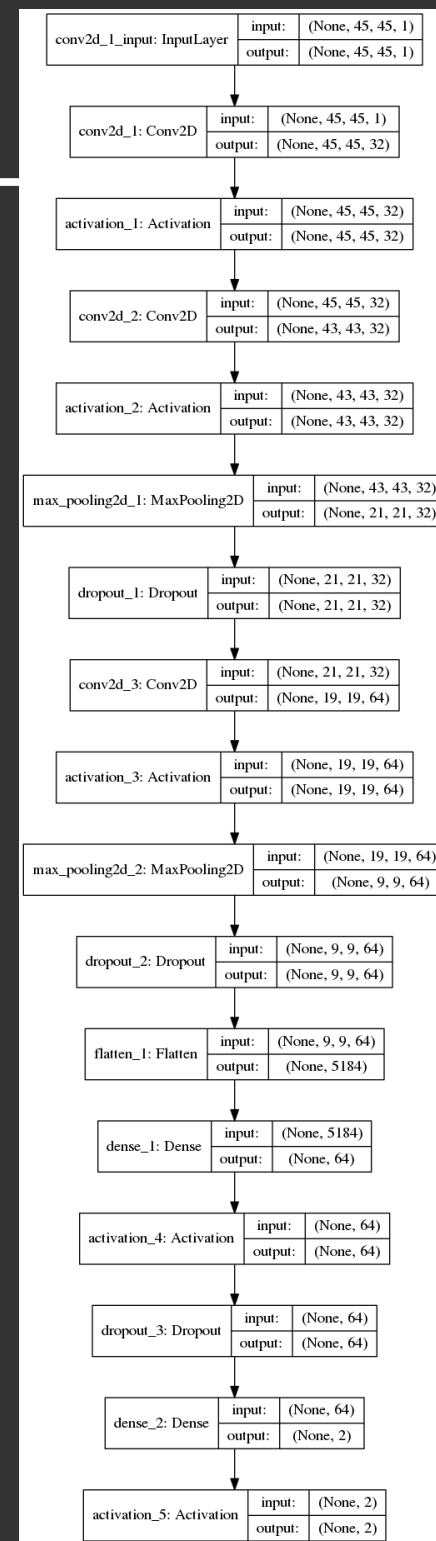 conv2d_1_input: InputLayer
input: (None, 45, 45, 1)
output: (None, 45, 45, 1)
conv2d_1: Conv2D
input: (None, 45, 45, 1)
output: (None, 45, 45, 32)
activation_1: Activation
input: (None, 45, 45, 32)
output: (None, 45, 45, 32)
conv2d_2: Conv2D
input: (None, 45, 45, 32)
output: (None, 43, 43, 32)
activation_2: Activation
input: (None, 43, 43, 32)
output: (None, 43, 43, 32)
max_pooling2d_1: MaxPooling2D
input: (None, 43, 43, 32)
output: (None, 21, 21, 32)
dropout_1: Dropout
input: (None, 21, 21, 32)
output: (None, 21, 21, 32)
conv2d_3: Conv2D
input: (None, 21, 21, 32)
output: (None, 19, 19, 64)
activation_3: Activation
input: (None, 19, 19, 64)
output: (None, 19, 19, 64)
max_pooling2d_2: MaxPooling2D
input: (None, 19, 19, 64)
output: (None, 9, 9, 64)
dropout_2: Dropout
input: (None, 9, 9, 64)
output: (None, 9, 9, 64)
flatten_1: Flatten
input: (None, 9, 9, 64)
output: (None, 5184)
dense_1: Dense
input: (None, 5184)
output: (None, 64)
activation_4: Activation
input: (None, 64)
output: (None, 64)
dropout_3: Dropout
input: (None, 64)
output: (None, 64)
dense_2: Dense
input: (None, 64)
output: (None, 2)
activation_5: Activation
input: (None, 2)
output: (None, 2)